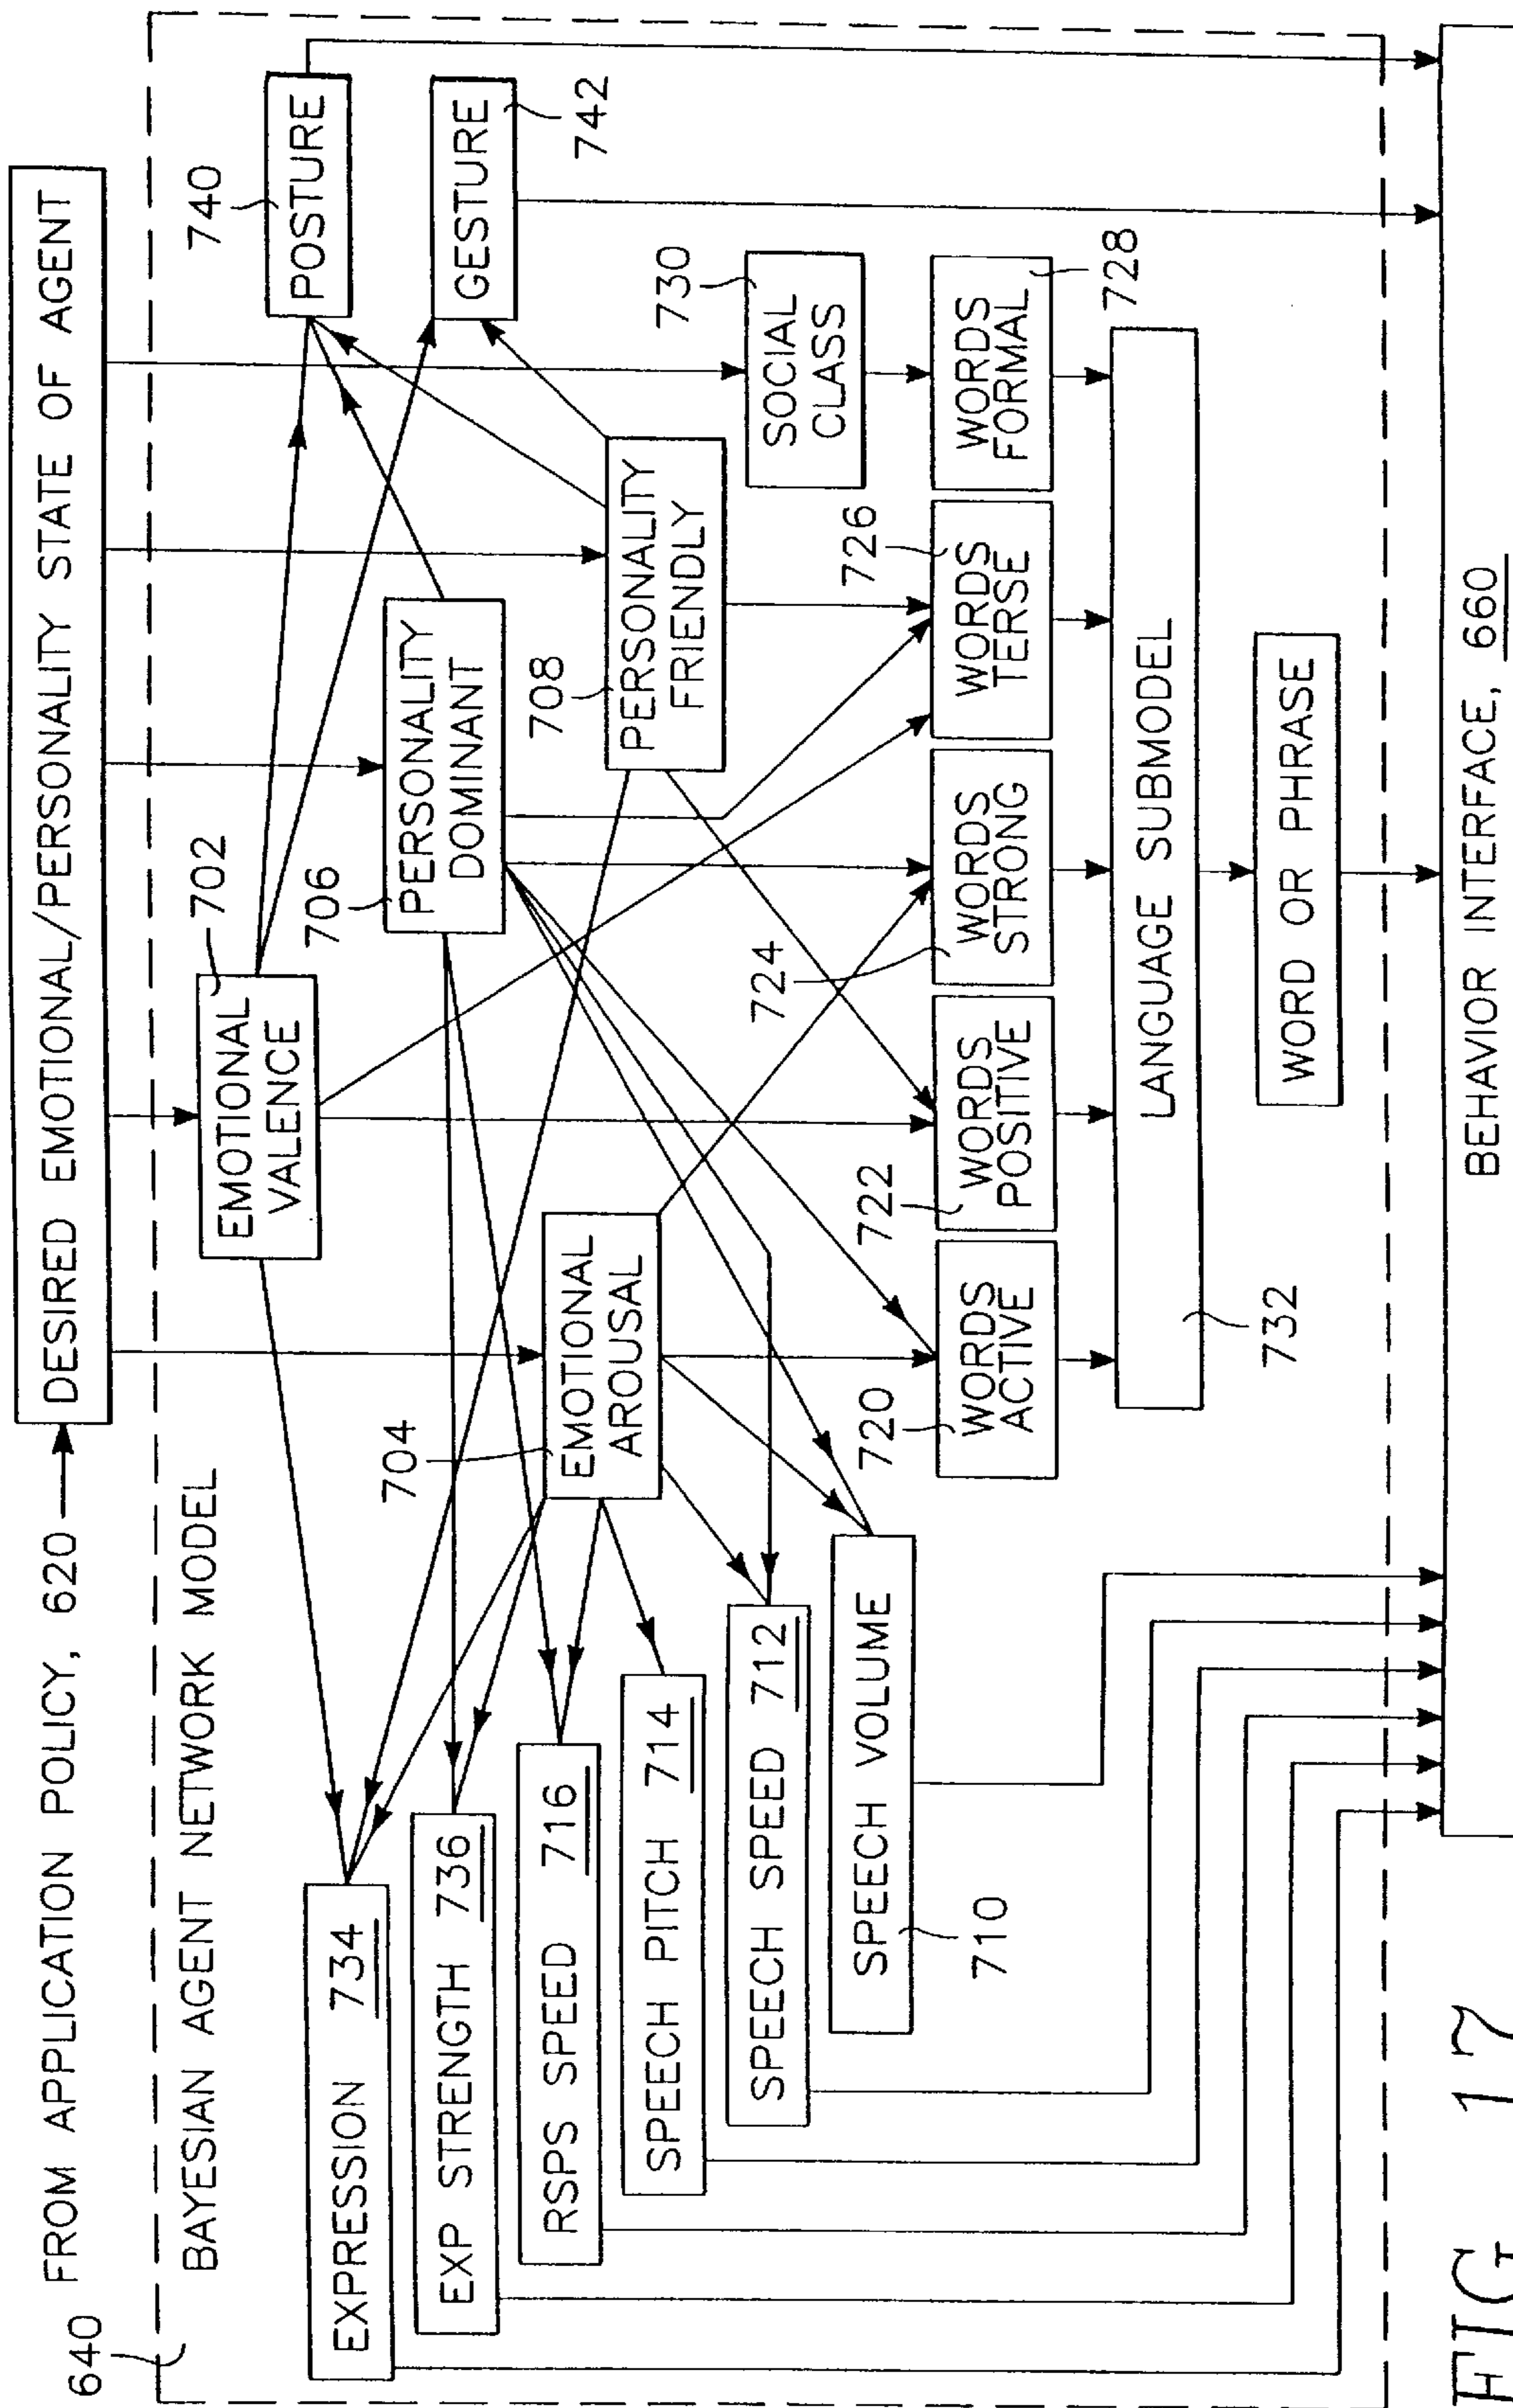 640
FROM APPLICATION POLICY, 620
DESIRED EMOTIONAL/PERSONALITY STATE OF AGENT
BAYESIAN AGENT NETWORK MODEL
702
EMOTIONAL
VALENCE
740
POSTURE
EXPRESSION 734
706
PERSONALITY
DOMINANT
GESTURE
742
EXP STRENGTH 736
704
EMOTIONAL
AROUSAL
RSPS SPEED 716
708
PERSONALITY
FRIENDLY
SPEECH PITCH 714
730
SOCIAL
CLASS
SPEECH SPEED 712
SPEECH VOLUME
710
720
WORDS
ACTIVE
722
WORDS
POSITIVE
724
WORDS
STRONG
726
WORDS
TERSE
WORDS
FORMAL
728
LANGUAGE SUBMODEL
732
WORD OR PHRASE
BEHAVIOR INTERFACE, 660
FIG 17